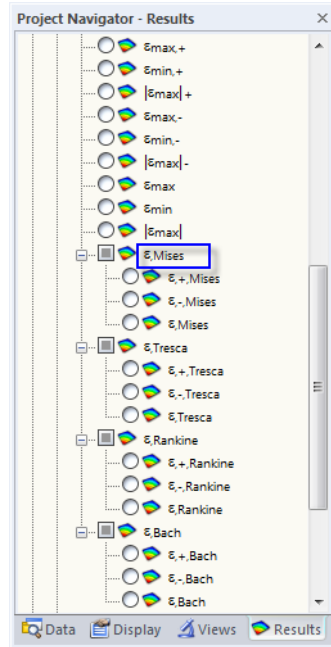 Project Navigator - Results
εmax,+
εmin,+
|εmax| +
εmax,-
εmin,-
|εmax| -
εmax
εmin
|εmax|
ε,Mises
ε,+,Mises
ε,-,Mises
ε,Mises
ε,Tresca
ε,+,Tresca
ε,-,Tresca
ε,Tresca
ε,Rankine
ε,+,Rankine
ε,-,Rankine
ε,Rankine
ε,Bach
ε,+,Bach
ε,-,Bach
ε,Bach
Data Display Views Results